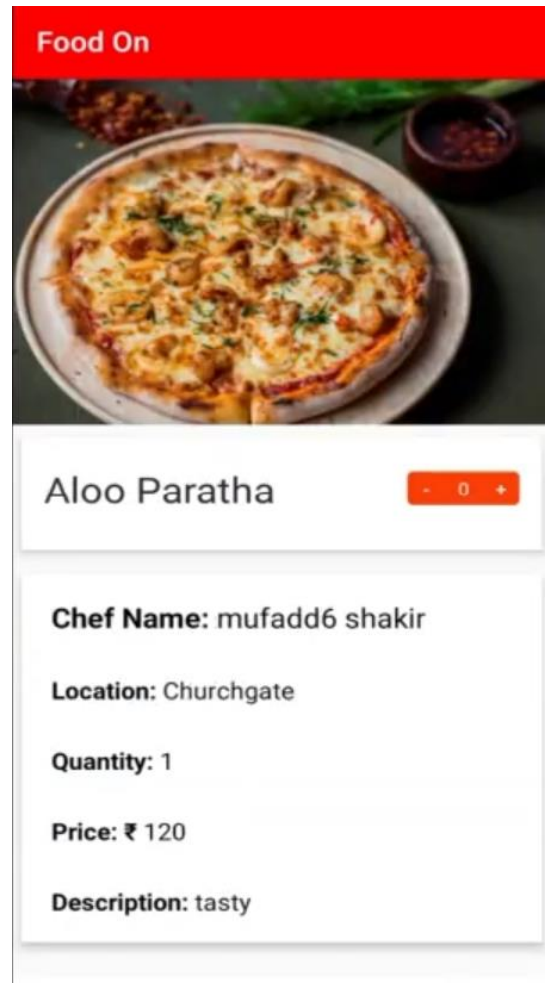 Food On
Aloo Paratha
- 0 +
Chef Name: mufadd6 shakir
Location: Churchgate
Quantity: 1
Price: ₹ 120
Description: tasty